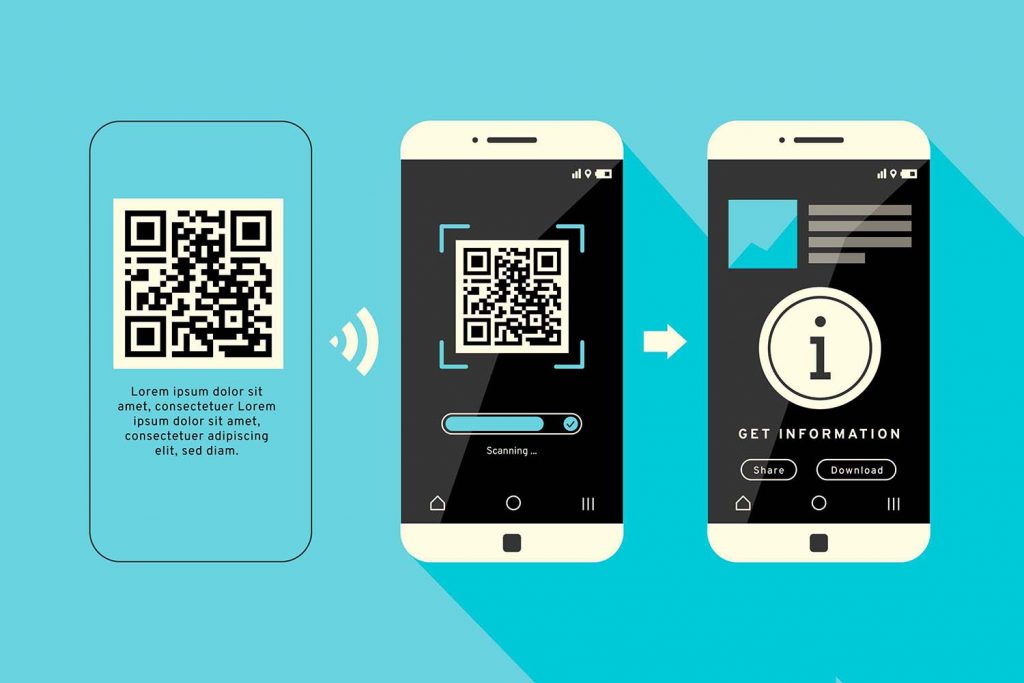 Lorem ipsum dolor sit
amet, consectetuer Lorem
ipsum dolor sit amet,
consectetuer adipiscing
elit, sed diam.
Scanning ...
GET INFORMATION
Share
Download